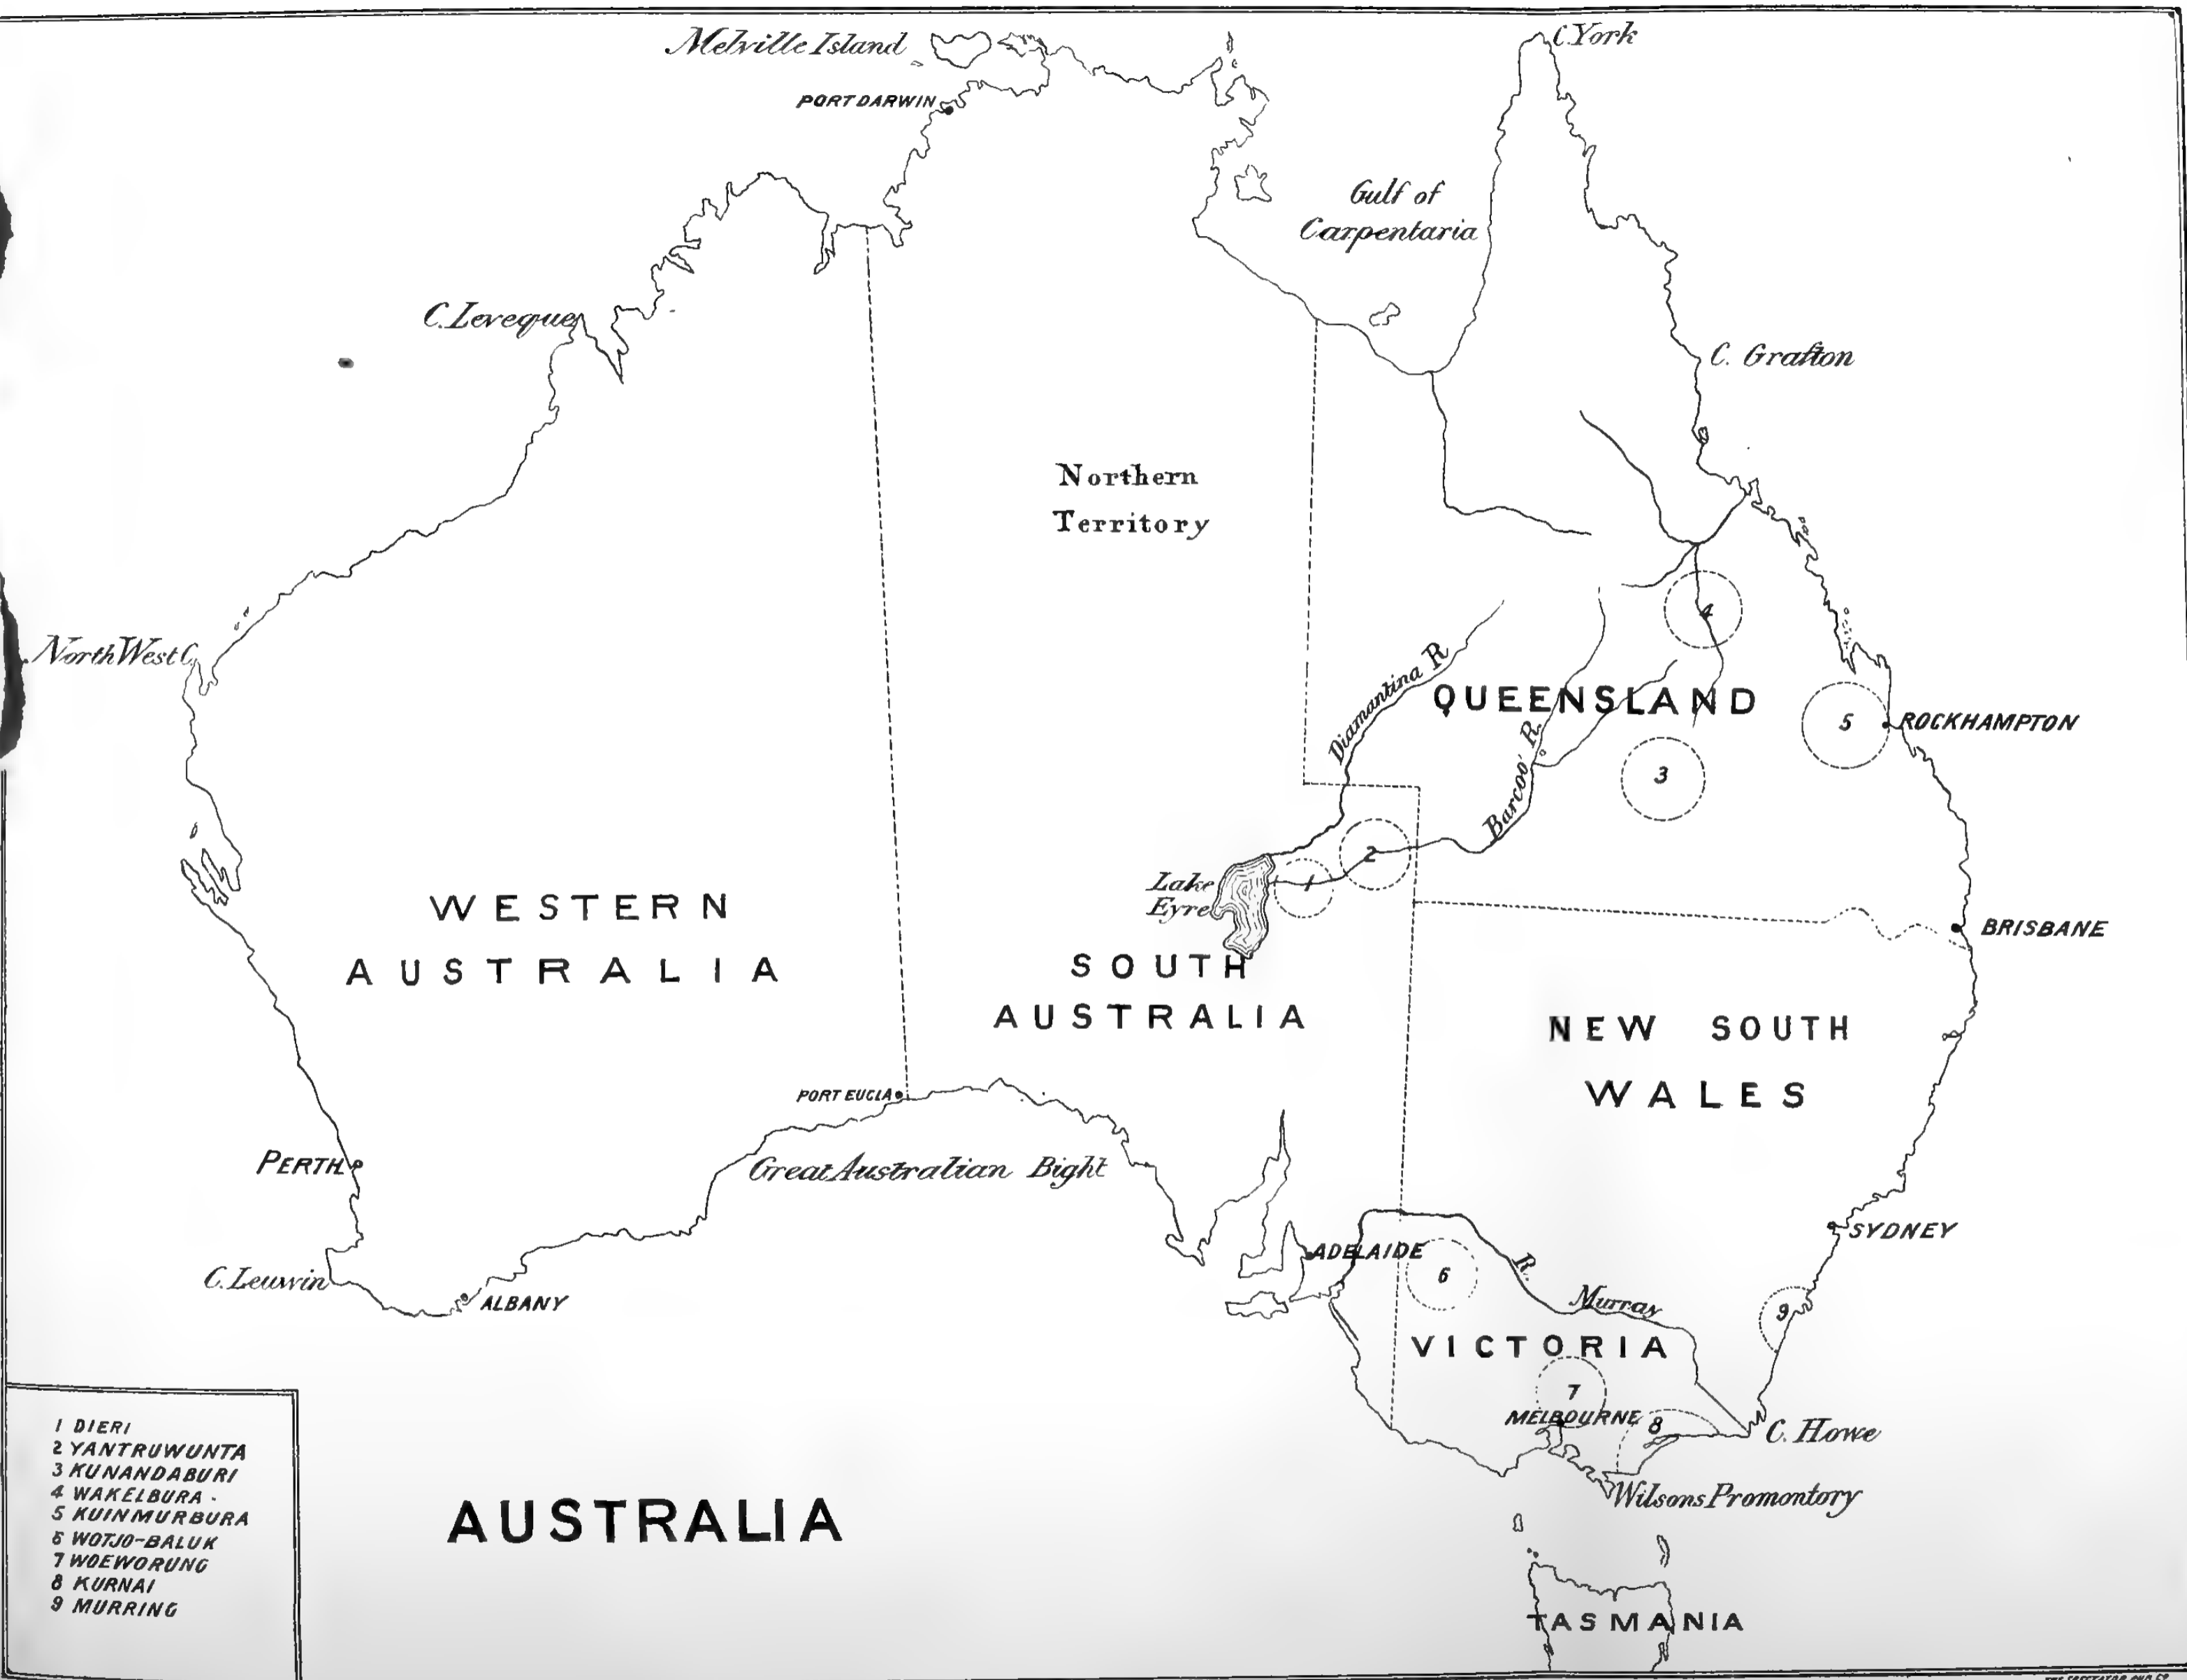 Melville Island
C. York
PORT DARWIN
Gulf of
Carpentaria
C. Leveque
C. Grafton
Northern
Territory
North West C.
4
Diamantina R
QUEENSLAND
5
ROCKHAMPTON
Barcoo R.
3
2
1
Lake
Eyre
WESTERN
AUSTRALIA
BRISBANE
SOUTH
AUSTRALIA
NEW SOUTH
WALES
PORT EUCLA
PERTH
Great Australian Bight
SYDNEY
ADELAIDE
6
R. Murray
C. Leuwin
ALBANY
9
VICTORIA
7
MELBOURNE
8
C. Howe
Wilsons Promontory
1 DIERI
2 YANTRUWUNTA
3 KUNANDABURI
4 WAKELBURA
5 KUINMURBURA
6 WOTJO-BALUK
7 WOEWORUNG
8 KURNAI
9 MURRING
AUSTRALIA
TASMANIA